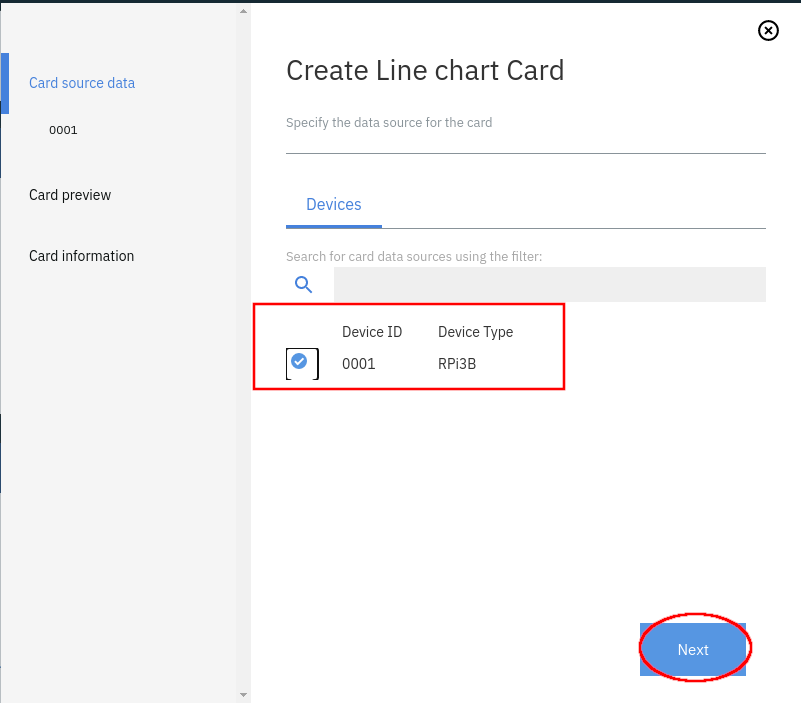 Card source data
0001
Card preview
Card information
Create Line chart Card
Specify the data source for the card
Devices
Search for card data sources using the filter:
Device ID Device Type
0001 RPi3B
Next